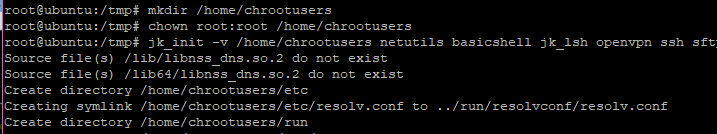 root@ubuntu:/tmp# mkdir /home/chrootusers
root@ubuntu:/tmp# chown root:root /home/chrootusers
root@ubuntu:/tmp# jk_init -v /home/chrootusers netutils basicshell jk_lsh openvpn ssh sft
Source file(s) /lib/libnss_dns.so.2 do not exist
Source file(s) /lib64/libnss_dns.so.2 do not exist
Create directory /home/chrootusers/etc
Creating symlink /home/chrootusers/etc/resolv.conf to ../run/resolvconf/resolv.conf
Create directory /home/chrootusers/run